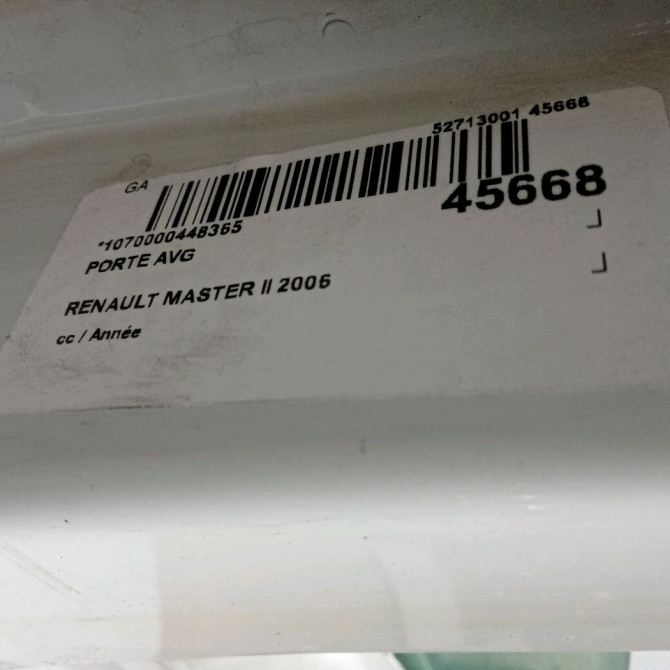 52713001 45668
GA
45668
*1070000448365
PORTE AVG
RENAULT MASTER II 2006
cc / Année